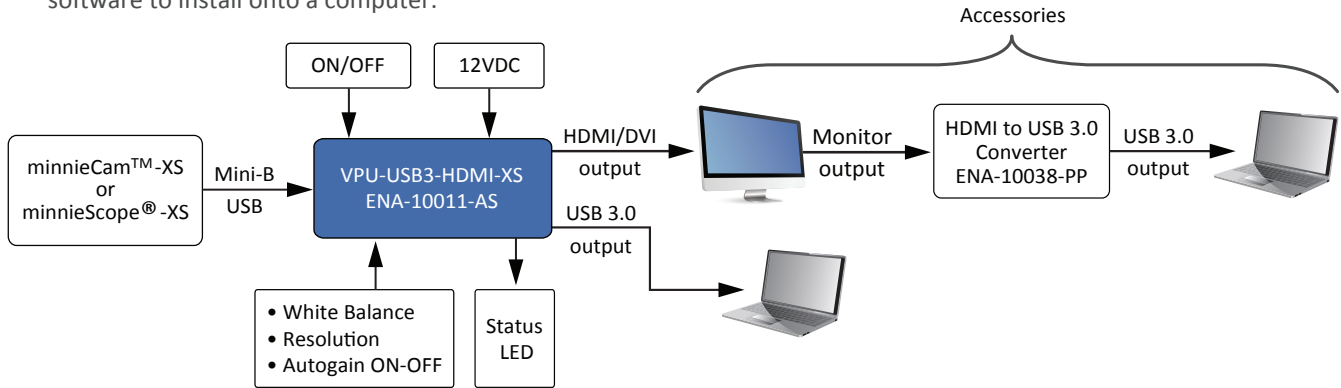 software to install onto a computer.
Accessories
ON/OFF
12VDC
minnieCam™-XS
or
minnieScope®-XS
Mini-B
USB
VPU-USB3-HDMI-XS
ENA-10011-AS
HDMI/DVI
output
Monitor
output
HDMI to USB 3.0
Converter
ENA-10038-PP
USB 3.0
output
USB 3.0
output
• White Balance
• Resolution
• Autogain ON-OFF
Status
LED